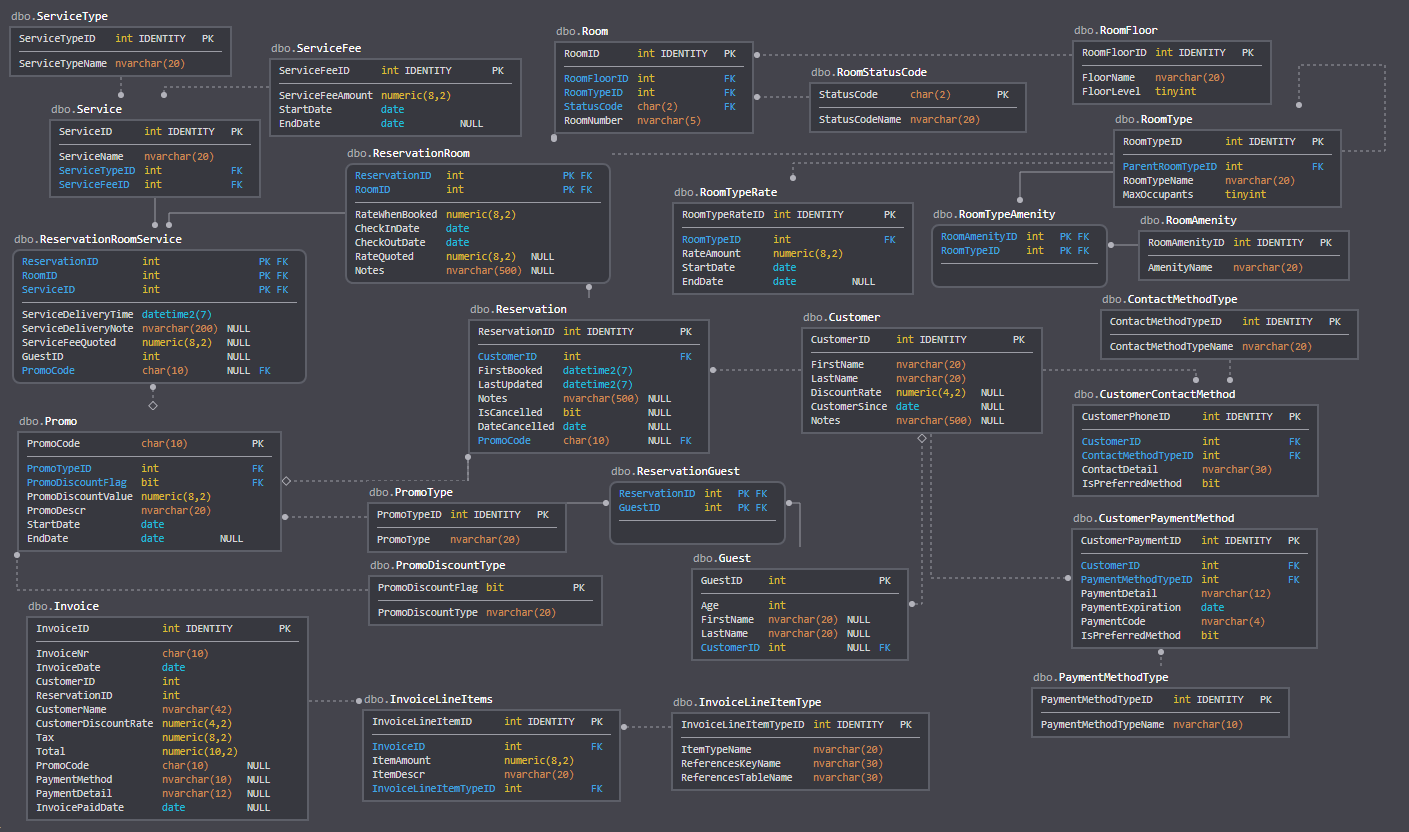 dbo.ServiceType
ServiceTypeID int IDENTITY PK
ServiceTypeName nvarchar(20)
dbo.ServiceFee
ServiceFeeID int IDENTITY PK
ServiceFeeAmount numeric(8,2)
StartDate date
EndDate date NULL
dbo.Room
RoomID int IDENTITY PK
RoomFloorID int FK
RoomTypeID int FK
StatusCode char(2) FK
RoomNumber nvarchar(5)
dbo.RoomStatusCode
StatusCode char(2) PK
StatusCodeName nvarchar(20)
dbo.RoomFloor
RoomFloorID int IDENTITY PK
FloorName nvarchar(20)
FloorLevel tinyint
dbo.Service
ServiceID int IDENTITY PK
ServiceName nvarchar(20)
ServiceTypeID int FK
ServiceFeeID int FK
dbo.ReservationRoom
ReservationID int PK FK
RoomID int PK FK
RateWhenBooked numeric(8,2)
CheckInDate date
CheckOutDate date
RateQuoted numeric(8,2) NULL
Notes nvarchar(500) NULL
dbo.RoomType
RoomTypeID int IDENTITY PK
ParentRoomTypeID int FK
RoomTypeName nvarchar(20)
MaxOccupants tinyint
dbo.RoomTypeRate
RoomTypeRateID int IDENTITY PK
RoomTypeID int FK
RateAmount numeric(8,2)
StartDate date
EndDate date NULL
dbo.RoomTypeAmenity
RoomAmenityID int PK FK
RoomTypeID int PK FK
dbo.RoomAmenity
RoomAmenityID int IDENTITY PK
AmenityName nvarchar(20)
dbo.ReservationRoomService
ReservationID int PK FK
RoomID int PK FK
ServiceID int PK FK
ServiceDeliveryTime datetime2(7)
ServiceDeliveryNote nvarchar(200) NULL
ServiceFeeQuoted numeric(8,2) NULL
GuestID int NULL
PromoCode char(10) NULL FK
dbo.Reservation
ReservationID int IDENTITY PK
CustomerID int FK
FirstBooked datetime2(7)
LastUpdated datetime2(7)
Notes nvarchar(500) NULL
IsCancelled bit NULL
DateCancelled date NULL
PromoCode char(10) NULL FK
dbo.Customer
CustomerID int IDENTITY PK
FirstName nvarchar(20)
LastName nvarchar(20)
DiscountRate numeric(4,2) NULL
CustomerSince date NULL
Notes nvarchar(500) NULL
dbo.ContactMethodType
ContactMethodTypeID int IDENTITY PK
ContactMethodTypeName nvarchar(20)
dbo.CustomerContactMethod
CustomerPhoneID int IDENTITY PK
CustomerID int FK
ContactMethodTypeID int FK
ContactDetail nvarchar(30)
IsPreferredMethod bit
dbo.Promo
PromoCode char(10) PK
PromoTypeID int FK
PromoDiscountFlag bit FK
PromoDiscountValue numeric(8,2)
PromoDescr nvarchar(20)
StartDate date
EndDate date NULL
dbo.PromoType
PromoTypeID int IDENTITY PK
PromoType nvarchar(20)
dbo.ReservationGuest
ReservationID int PK FK
GuestID int PK FK
dbo.CustomerPaymentMethod
CustomerPaymentID int IDENTITY PK
CustomerID int FK
PaymentMethodTypeID int FK
PaymentDetail nvarchar(12)
PaymentExpiration date
PaymentCode nvarchar(4)
IsPreferredMethod bit
dbo.PromoDiscountType
PromoDiscountFlag bit PK
PromoDiscountType nvarchar(20)
dbo.Guest
GuestID int PK
Age int
FirstName nvarchar(20) NULL
LastName nvarchar(20) NULL
CustomerID int NULL FK
dbo.Invoice
InvoiceID int IDENTITY PK
InvoiceNr char(10)
InvoiceDate date
CustomerID int
ReservationID int
CustomerName nvarchar(42)
CustomerDiscountRate numeric(4,2)
Tax numeric(8,2)
Total numeric(10,2)
PromoCode char(10) NULL
PaymentMethod nvarchar(10) NULL
PaymentDetail nvarchar(12) NULL
InvoicePaidDate date NULL
dbo.InvoiceLineItems
InvoiceLineItemID int IDENTITY PK
InvoiceID int FK
ItemAmount numeric(8,2)
ItemDescr nvarchar(20)
InvoiceLineItemTypeID int FK
dbo.InvoiceLineItemType
InvoiceLineItemTypeID int IDENTITY PK
ItemTypeName nvarchar(20)
ReferencesKeyName nvarchar(30)
ReferencesTableName nvarchar(30)
dbo.PaymentMethodType
PaymentMethodTypeID int IDENTITY PK
PaymentMethodTypeName nvarchar(10)